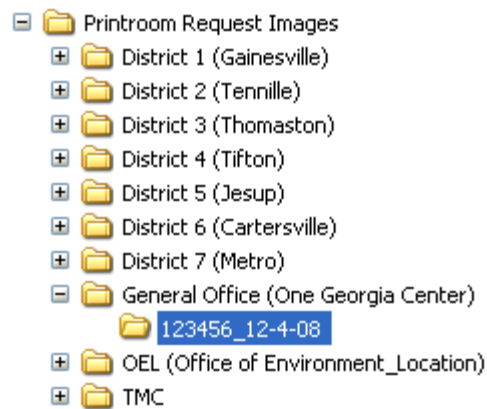 Printroom Request Images
District 1 (Gainesville)
District 2 (Tennille)
District 3 (Thomaston)
District 4 (Tifton)
District 5 (Jesup)
District 6 (Cartersville)
District 7 (Metro)
General Office (One Georgia Center)
123456_12-4-08
OEL (Office of Environment_Location)
TMC